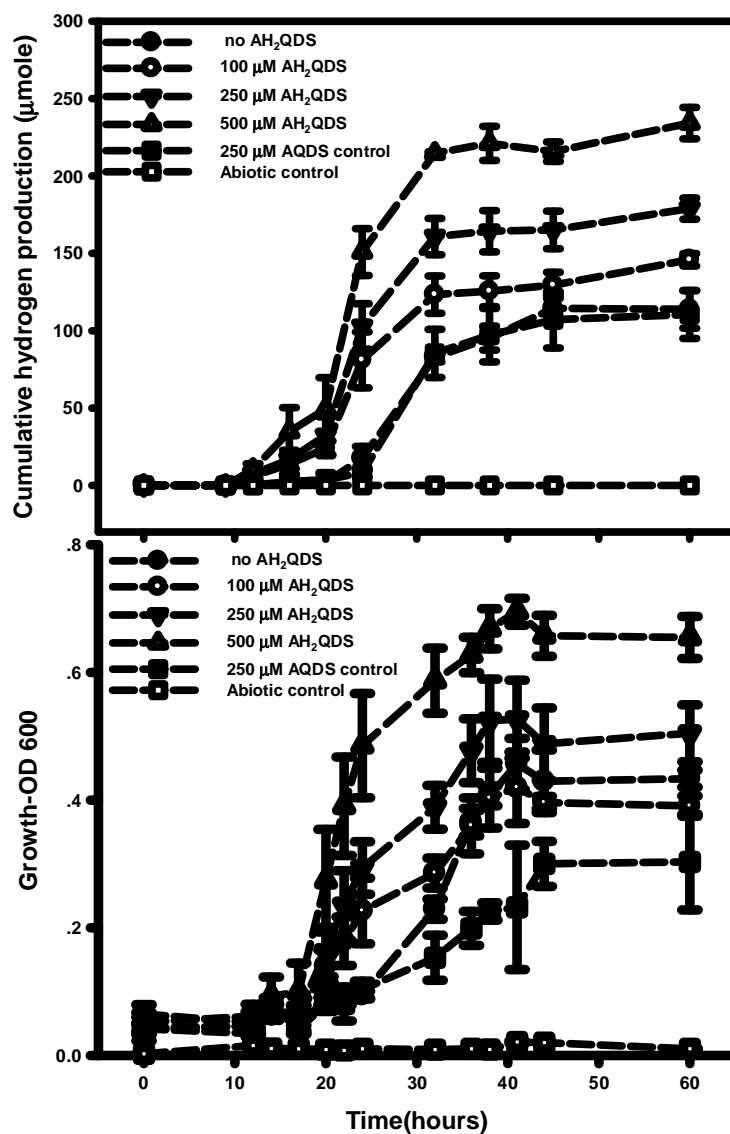 Cumulative hydrogen production (μmole)
300
250
200
150
100
50
0
no AH₂QDS
100 μM AH₂QDS
250 μM AH₂QDS
500 μM AH₂QDS
250 μM AQDS control
Abiotic control
Growth-OD 600
.8
.6
.4
.2
0.0
no AH₂QDS
100 μM AH₂QDS
250 μM AH₂QDS
500 μM AH₂QDS
250 μM AQDS control
Abiotic control
0 10 20 30 40 50 60
Time(hours)